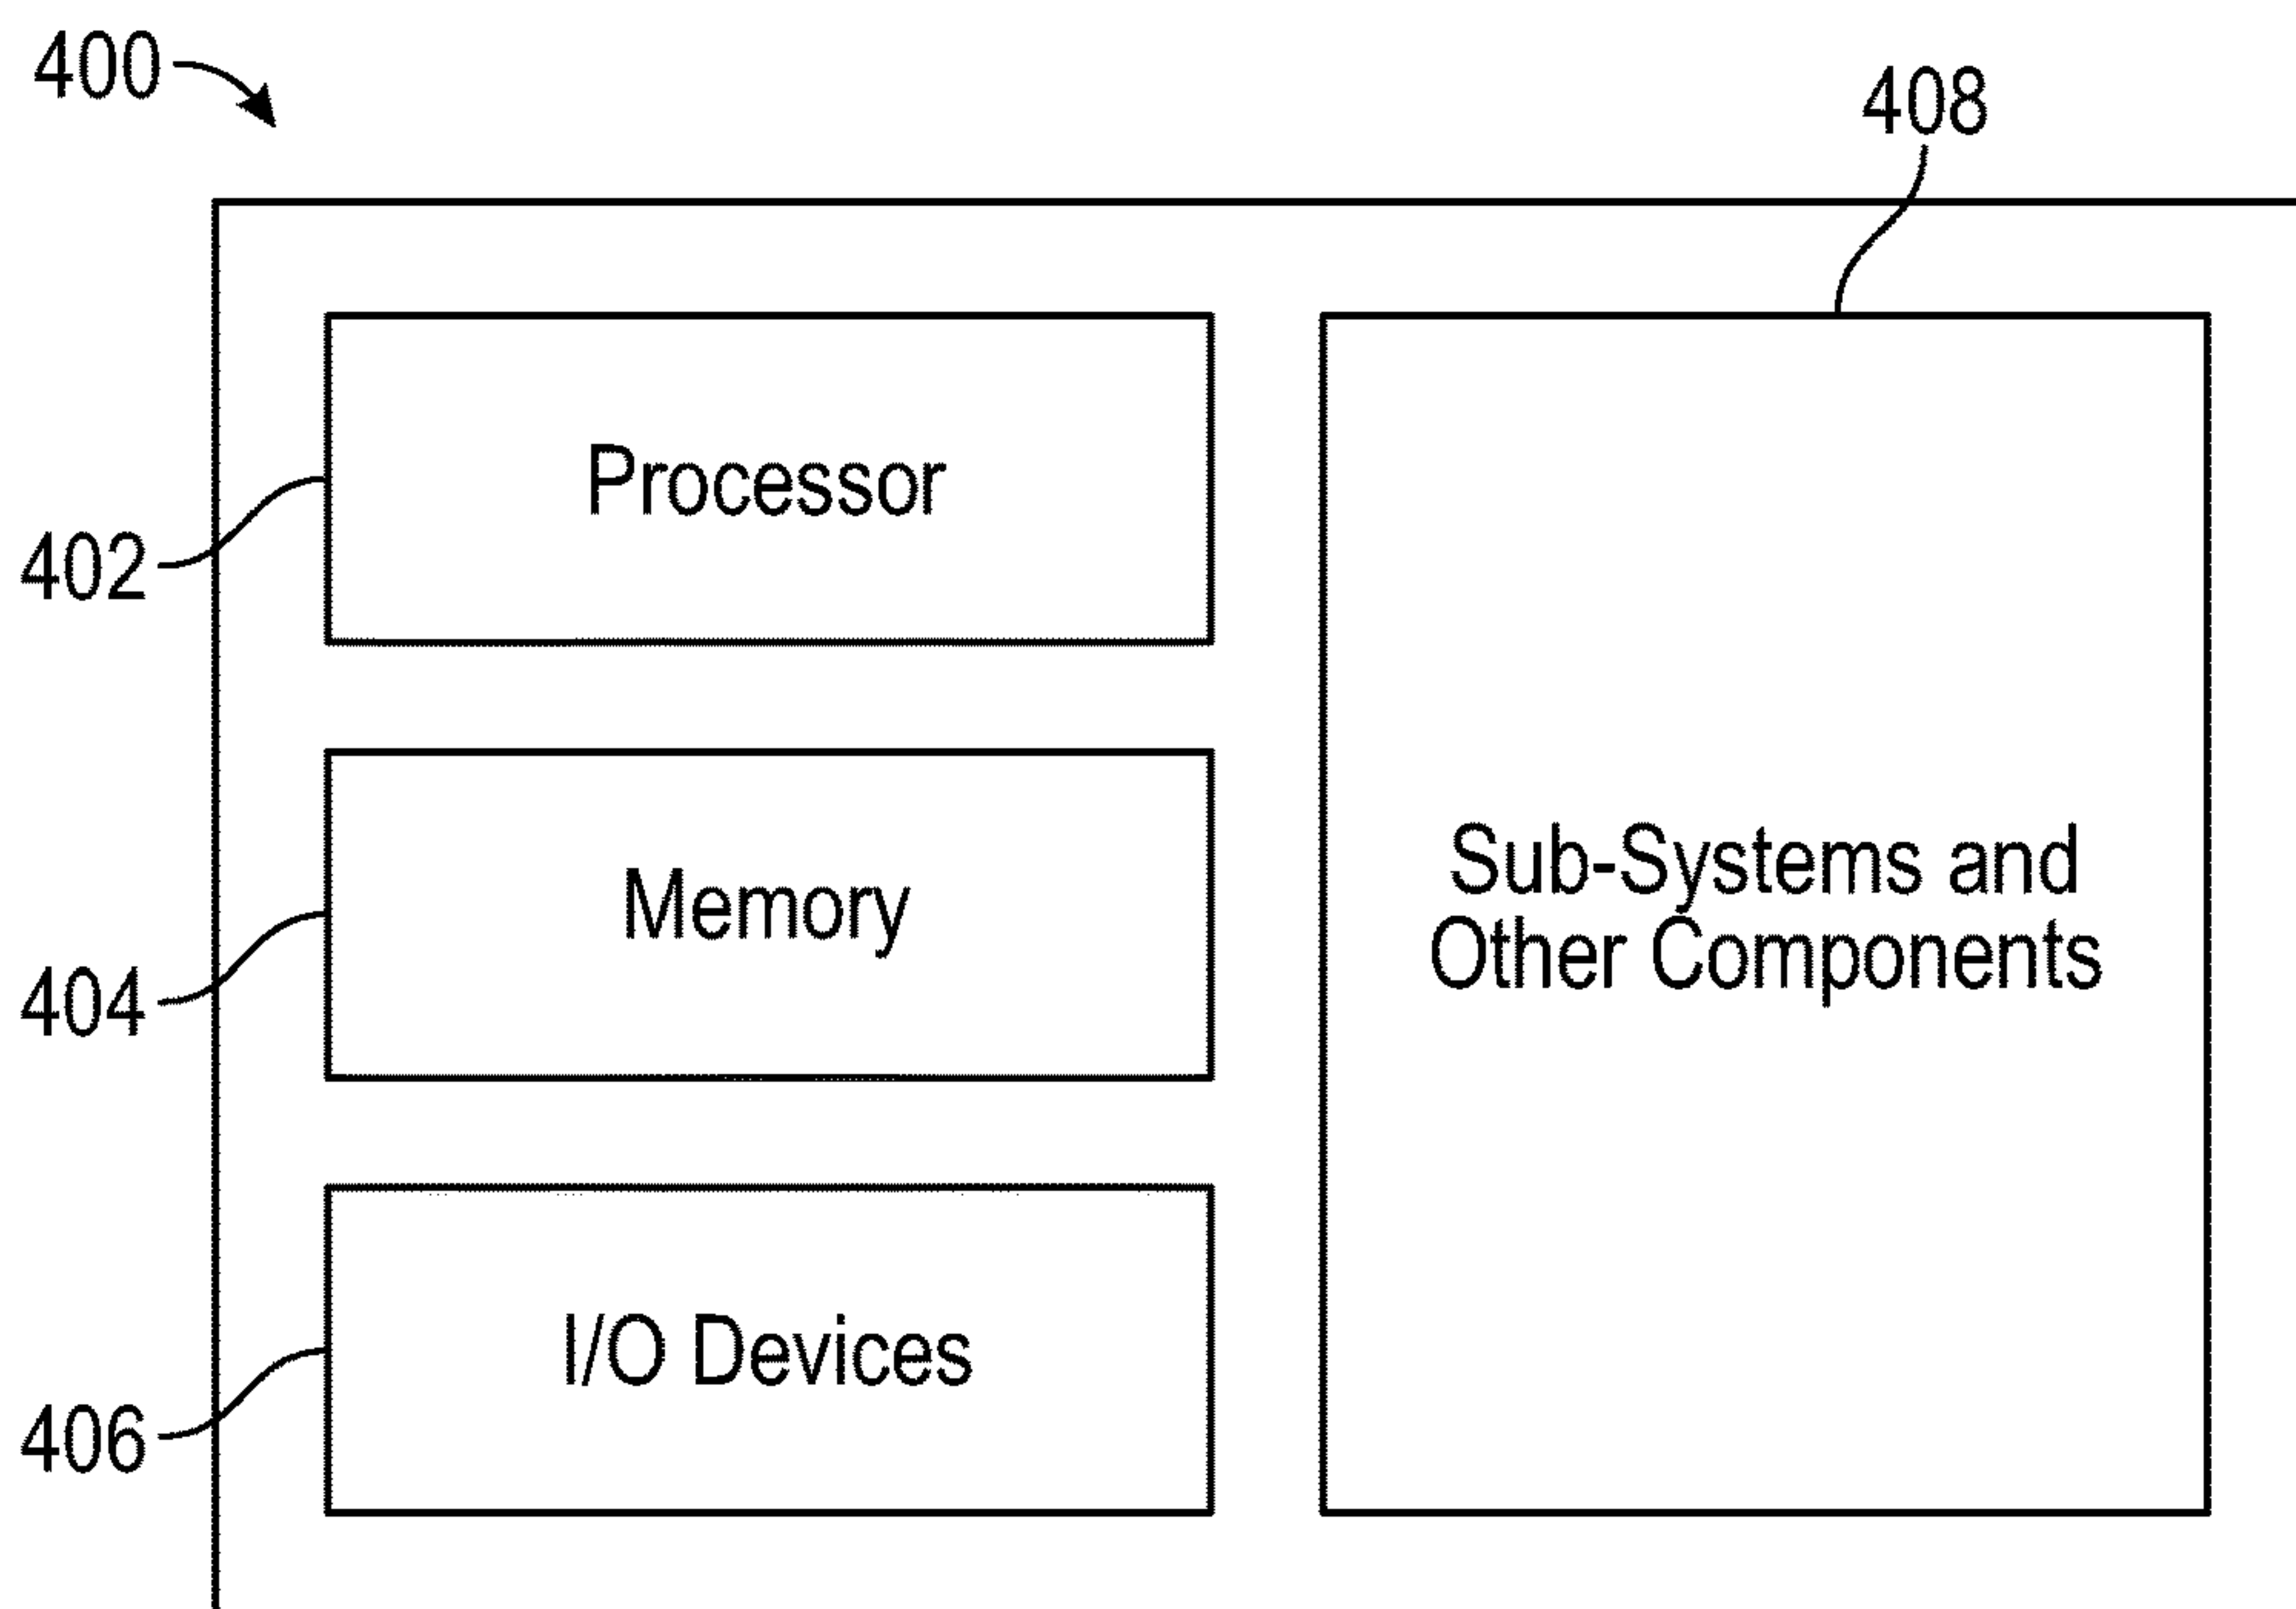 400
408
Processor
402
Memory
404
Sub-Systems and
Other Components
I/O Devices
406